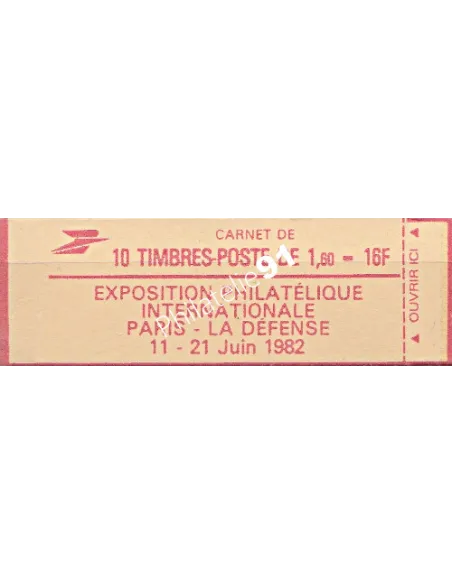 CARNET DE
10 TIMBRES-POSTE DE 1,60 - 16F
EXPOSITION PHILATÉLIQUE
INTERNATIONALE
PARIS - LA DÉFENSE
11 - 21 Juin 1982
OUVRIR ICI
Philatelie91